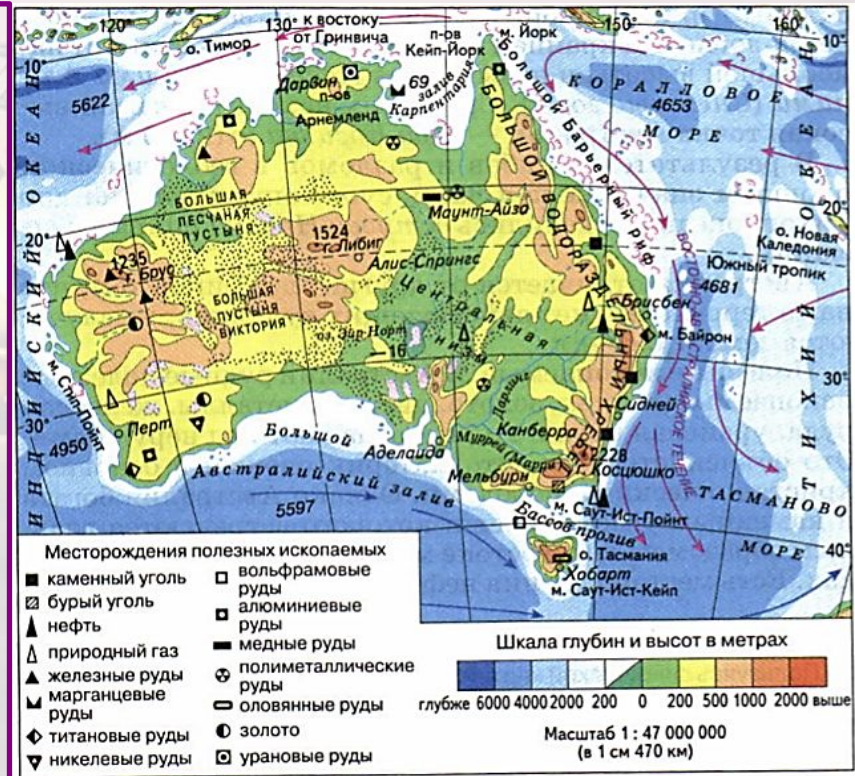 120°
130°
к востоку
от Гринвича
п-ов
Кейп-Йорк
м. Йорк
150°
160°
о. Тимор
10°
10°
Дарвин
п-ов
Арнемленд
69
залив
Карпентария
Большой Барьерный риф
КОРАЛЛОВОЕ
МОРЕ
4653
5622
ИНДИЙСКИЙ ОКЕАН
ТИХИЙ ОКЕАН
БОЛЬШОЙ ВОДОРАЗДЕЛЬНЫЙ ХРЕБЕТ
БОЛЬШАЯ
ПЕСЧАНАЯ
ПУСТЫНЯ
Маунт-Айза
20°
20°
о. Новая
Каледония
Южный тропик
1524
г. Либиг
Алис-Спрингс
1235
г. Брус
БОЛЬШАЯ
ПУСТЫНЯ
ВИКТОРИЯ
Центральная
низм.
оз. Эйр-Норт
-16
ВОСТОЧНО-АВСТРАЛИЙСКОЕ ТЕЧЕНИЕ
4681
Брисбен
м. Байрон
30°
30°
м. Стип-Пойнт
4950
Перт
Большой
Австралийский залив
5597
Аделаида
Дарлинг
Муррей (Марри)
Сидней
Канберра
2228
г. Косцюшко
Мельбурн
м. Саут-Ист-Пойнт
Бассов пролив
ТАСМАНОВО
МОРЕ
40°
о. Тасмания
Хобарт
м. Саут-Ист-Кейп
Месторождения полезных ископаемых
каменный уголь
бурый уголь
нефть
природный газ
железные руды
марганцевые
руды
титановые руды
никелевые руды
вольфрамовые
руды
алюминиевые
руды
медные руды
полиметаллические
руды
оловянные руды
золото
урановые руды
Шкала глубин и высот в метрах
глубже 6000 4000 2000 200 0 200 500 1000 2000 выше
Масштаб 1 : 47 000 000
(в 1 см 470 км)